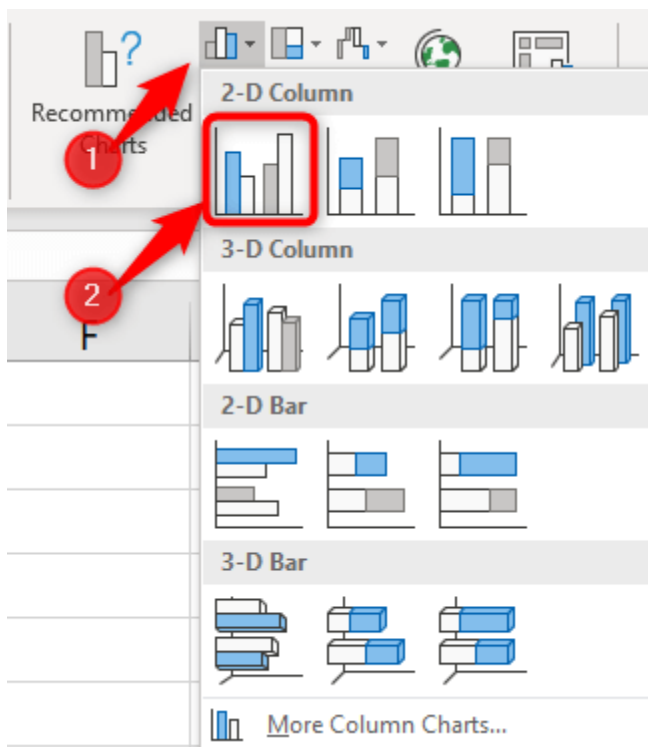 ?
Recommended
Charts
1
2-D Column
2
3-D Column
F
2-D Bar
3-D Bar
More Column Charts...